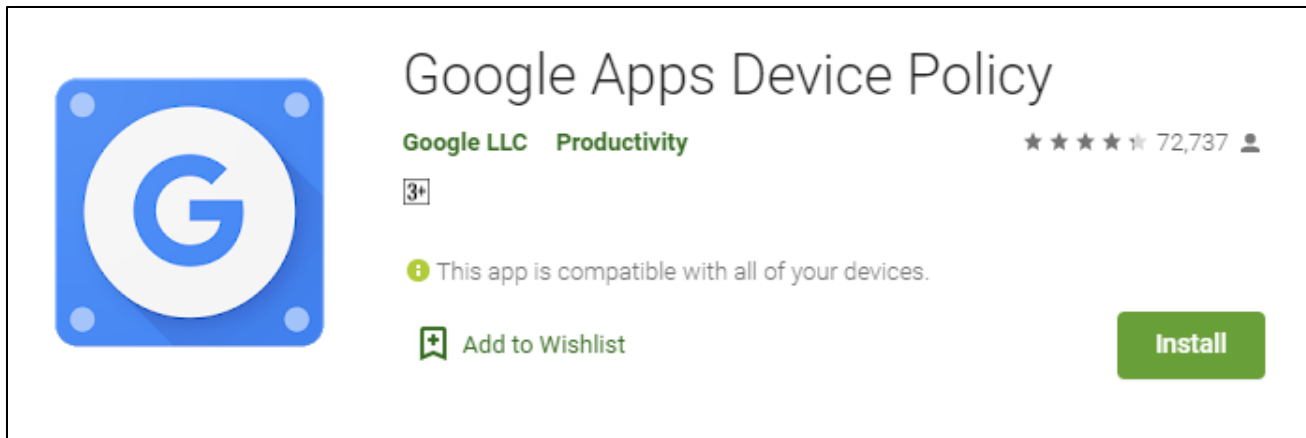 Google Apps Device Policy
Google LLC Productivity 72,737
3+
This app is compatible with all of your devices.
Add to Wishlist Install
G